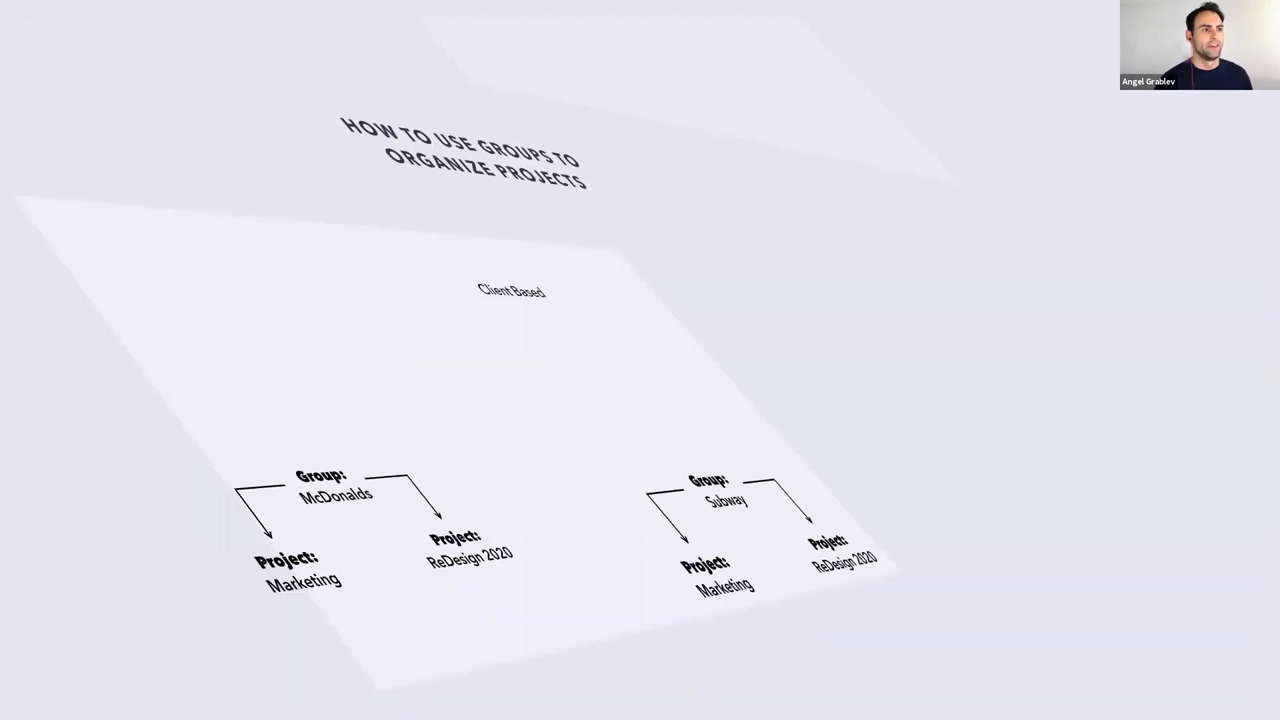 Angel Grablev
HOW TO USE GROUPS TO
ORGANIZE PROJECTS
Client Based
Group:
McDonalds
Project:
Marketing
Project:
ReDesign 2020
Group:
Subway
Project:
Marketing
Project:
ReDesign 2020